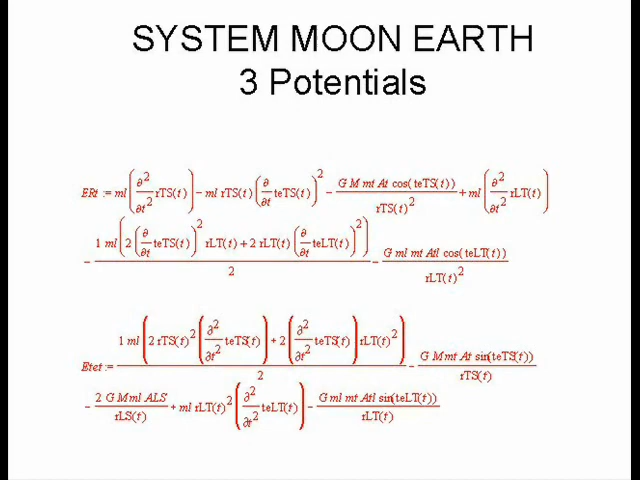 SYSTEM MOON EARTH
3 Potentials
ERt := ml (∂²/∂t² rTS(t)) − ml rTS(t) (∂/∂t teTS(t))² − G M mt At cos(teTS(t)) / rTS(t)² + ml (∂²/∂t² rLT(t))
− 1 ml (2 (∂/∂t teTS(t))² rLT(t) + 2 rLT(t) (∂/∂t teLT(t))²) / 2 − G ml mt Atl cos(teLT(t)) / rLT(t)²
Etet := 1 ml (2 rTS(t)² (∂²/∂t² teTS(t)) + 2 (∂²/∂t² teTS(t)) rLT(t)²) / 2 − G M mt At sin(teTS(t)) / rTS(t)
− 2 G M ml ALS / rLS(t) + ml rLT(t)² (∂²/∂t² teLT(t)) − G ml mt Atl sin(teLT(t)) / rLT(t)